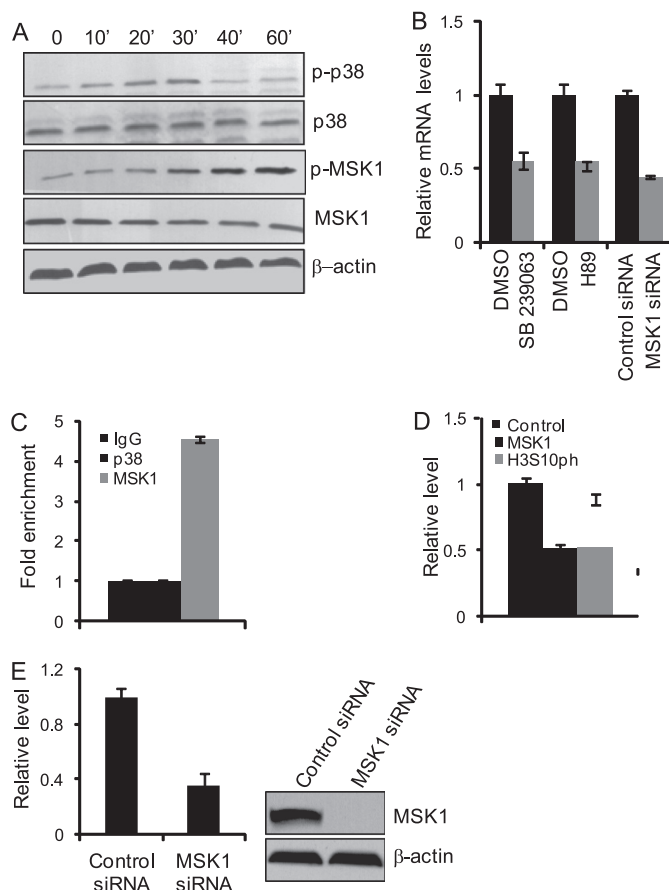 A
0 10’ 20’ 30’ 40’ 60’
p-p38
p38
p-MSK1
MSK1
β–actin
B
Relative mRNA levels
1.5
1
0.5
0
DMSO
SB 239063
DMSO
H89
Control siRNA
MSK1 siRNA
C
Fold enrichment
5
4
3
2
1
0
IgG
p38
MSK1
D
Relative level
1.5
1
0.5
0
Control
MSK1
H3S10ph
E
Relative level
1.2
0.8
0.4
0
Control
siRNA
MSK1
siRNA
Control siRNA
MSK1 siRNA
MSK1
β-actin